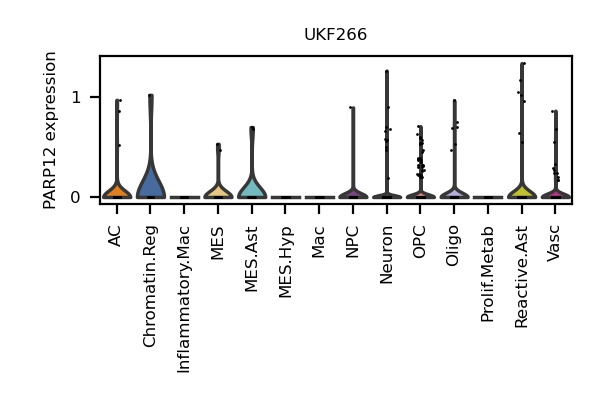 UKF266
PARP12 expression
1
0
AC
Chromatin.Reg
Inflammatory.Mac
MES
MES.Ast
MES.Hyp
Mac
NPC
Neuron
OPC
Oligo
Prolif.Metab
Reactive.Ast
Vasc